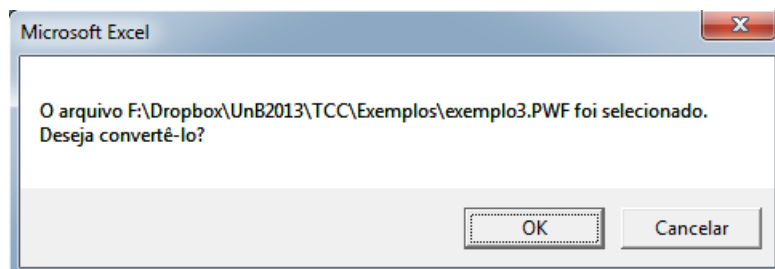 Microsoft Excel
O arquivo F:\Dropbox\UnB2013\TCC\Exemplos\exemplo3.PWF foi selecionado.
Deseja convertê-lo?
OK Cancelar